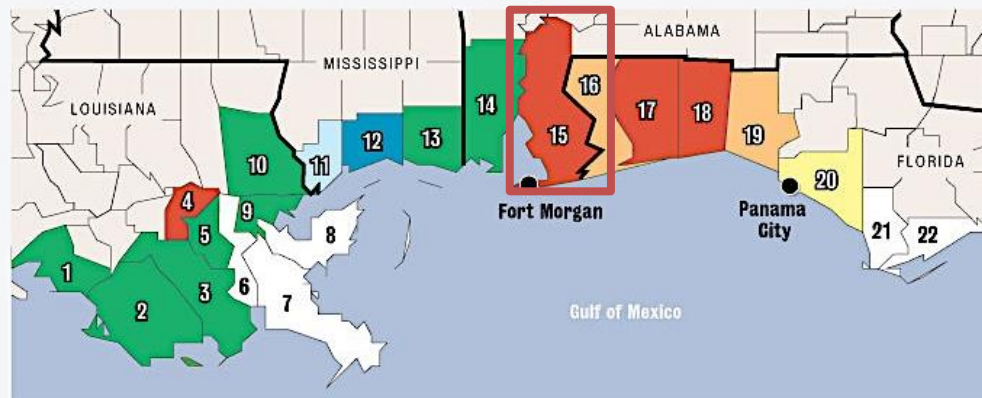 ALABAMA
MISSISSIPPI
LOUISIANA
16
14
17
18
19
15
12
13
11
10
FLORIDA
20
4
9
Fort Morgan
Panama
City
5
8
21
22
1
6
3
7
2
Gulf of Mexico